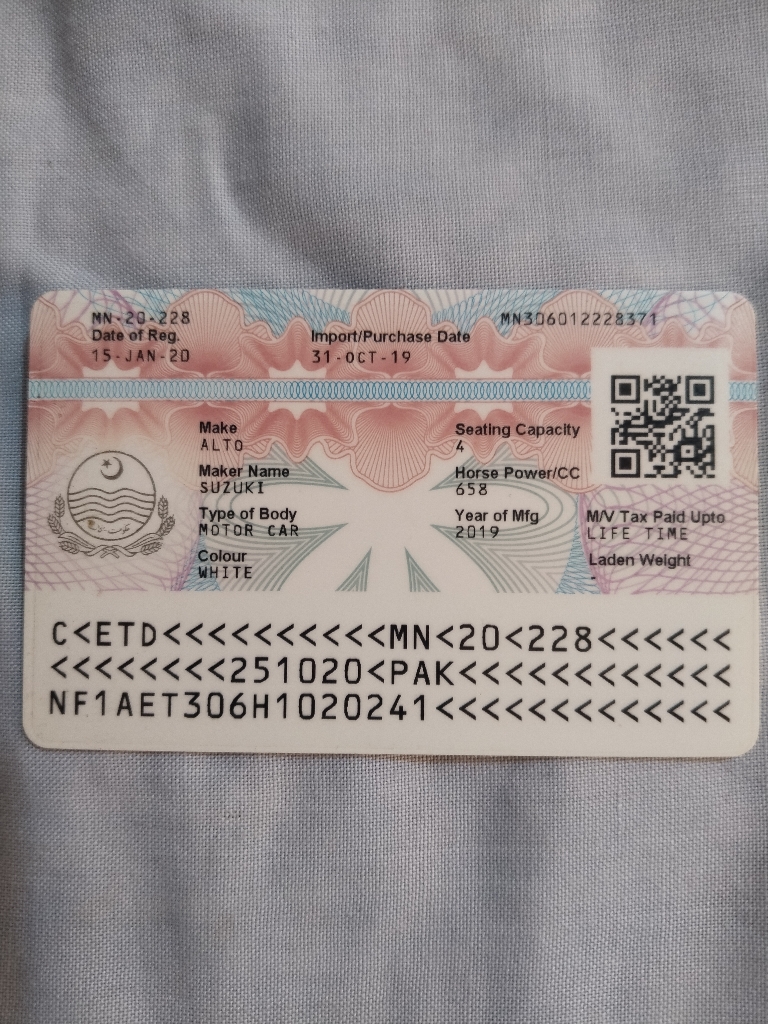 MN-20-228 MN306012228371
Date of Reg. Import/Purchase Date
15-JAN-20 31-OCT-19
Make Seating Capacity
ALTO 4
Maker Name Horse Power/CC
SUZUKI 658
Type of Body Year of Mfg M/V Tax Paid Upto
MOTOR CAR 2019 LIFE TIME
Colour Laden Weight
WHITE -
C<ETD<<<<<<<<<<MN<20<228<<<<<<
<<<<<<<<251020<PAK<<<<<<<<<<<<
NF1AET306H1020241<<<<<<<<<<<<<